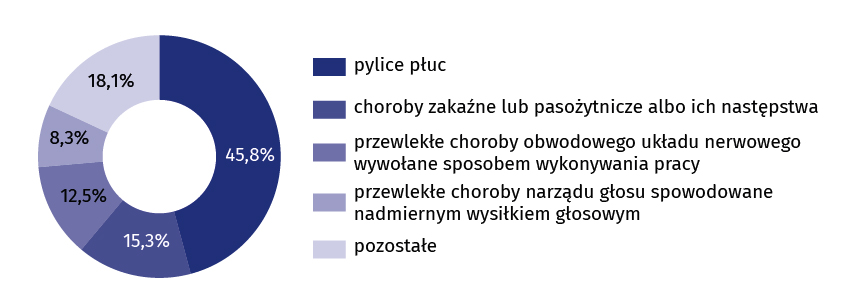 18,1%
8,3%
12,5%
15,3%
45,8%
pylice płuc
choroby zakaźne lub pasożytnicze albo ich następstwa
przewlekłe choroby obwodowego układu nerwowego
wywołane sposobem wykonywania pracy
przewlekłe choroby narządu głosu spowodowane
nadmiernym wysiłkiem głosowym
pozostałe